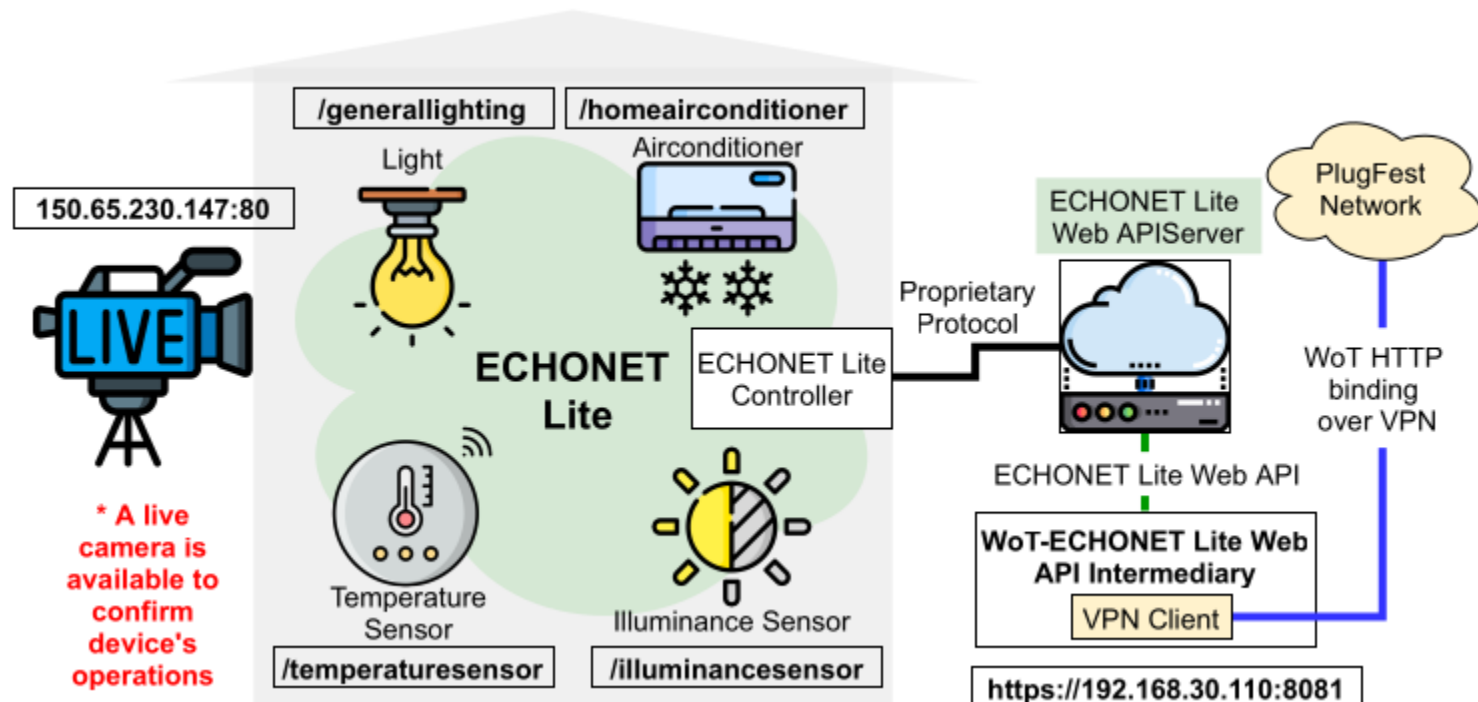 /generallighting
/homeairconditioner
Light
Airconditioner
150.65.230.147:80
LIVE
* A live
camera is
available to
confirm
device's
operations
ECHONET
Lite
ECHONET Lite
Controller
Temperature
Sensor
/temperaturesensor
Illuminance Sensor
/illuminancesensor
Proprietary
Protocol
ECHONET Lite
Web APIServer
PlugFest
Network
WoT HTTP
binding
over VPN
ECHONET Lite Web API
WoT-ECHONET Lite Web
API Intermediary
VPN Client
https://192.168.30.110:8081